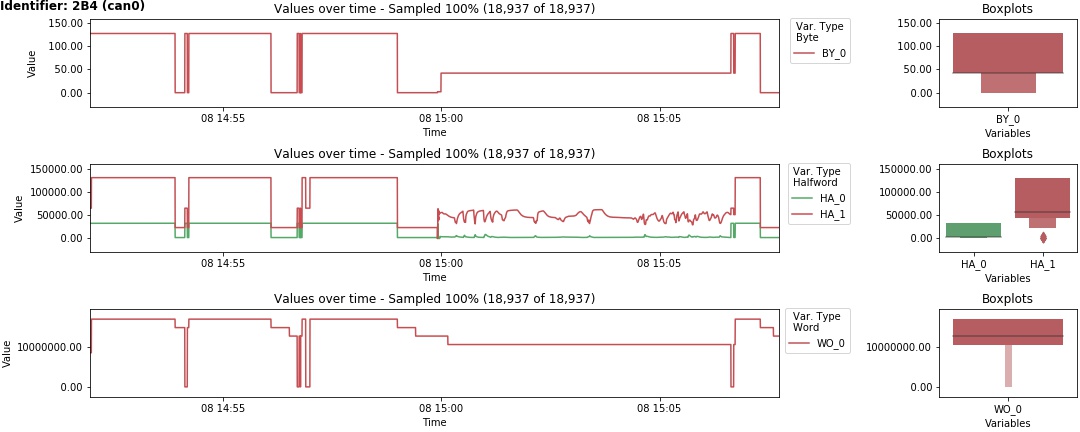 Identifier: 2B4 (can0)
Values over time - Sampled 100% (18,937 of 18,937)
Boxplots
Value
150.00
100.00
50.00
0.00
08 14:55
08 15:00
08 15:05
Time
Var. Type
Byte
BY_0
150.00
100.00
50.00
0.00
BY_0
Variables
Values over time - Sampled 100% (18,937 of 18,937)
Boxplots
Value
150000.00
100000.00
50000.00
0.00
08 14:55
08 15:00
08 15:05
Time
Var. Type
Halfword
HA_0
HA_1
150000.00
100000.00
50000.00
0.00
HA_0
HA_1
Variables
Values over time - Sampled 100% (18,937 of 18,937)
Boxplots
Value
10000000.00
0.00
08 14:55
08 15:00
08 15:05
Time
Var. Type
Word
WO_0
10000000.00
0.00
WO_0
Variables